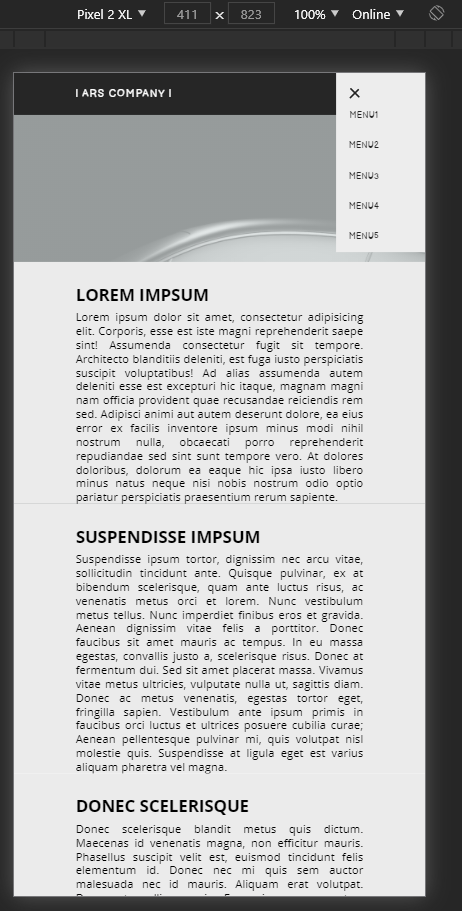 Pixel 2 XL ▼ 411 × 823 100% ▼ Online ▼
| ARS COMPANY |
×
MENU1
MENU2
MENU3
MENU4
MENU5
LOREM IMPSUM
Lorem ipsum dolor sit amet, consectetur adipisicing
elit. Corporis, esse est iste magni reprehenderit saepe
sint! Assumenda consectetur fugit sit tempore.
Architecto blanditiis deleniti, est fuga iusto perspiciatis
suscipit voluptatibus! Ad alias assumenda autem
deleniti esse est excepturi hic itaque, magnam magni
nam officia provident quae recusandae reiciendis rem
sed. Adipisci animi aut autem deserunt dolore, ea eius
error ex facilis inventore ipsum minus modi nihil
nostrum nulla, obcaecati porro reprehenderit
repudiandae sed sint sunt tempore vero. At dolores
doloribus, dolorum ea eaque hic ipsa iusto libero
minus natus neque nisi nobis nostrum odio optio
pariatur perspiciatis praesentium rerum sapiente.
SUSPENDISSE IMPSUM
Suspendisse ipsum tortor, dignissim nec arcu vitae,
sollicitudin tincidunt ante. Quisque pulvinar, ex at
bibendum scelerisque, quam ante luctus risus, ac
venenatis metus orci et lorem. Nunc vestibulum
metus tellus. Nunc imperdiet finibus eros et gravida.
Aenean dignissim vitae felis a porttitor. Donec
faucibus sit amet mauris ac tempus. In eu massa
egestas, convallis justo a, scelerisque risus. Donec at
fermentum dui. Sed sit amet placerat massa. Vivamus
vitae metus ultricies, vulputate nulla ut, sagittis diam.
Donec ac metus venenatis, egestas tortor eget,
fringilla sapien. Vestibulum ante ipsum primis in
faucibus orci luctus et ultrices posuere cubilia curae;
Aenean pellentesque pulvinar mi, quis volutpat nisl
molestie quis. Suspendisse at ligula eget est varius
aliquam pharetra vel magna.
DONEC SCELERISQUE
Donec scelerisque blandit metus quis dictum.
Maecenas id venenatis magna, non efficitur mauris.
Phasellus suscipit velit est, euismod tincidunt felis
elementum id. Donec nec mi quis sem auctor
malesuada nec id mauris. Aliquam erat volutpat.